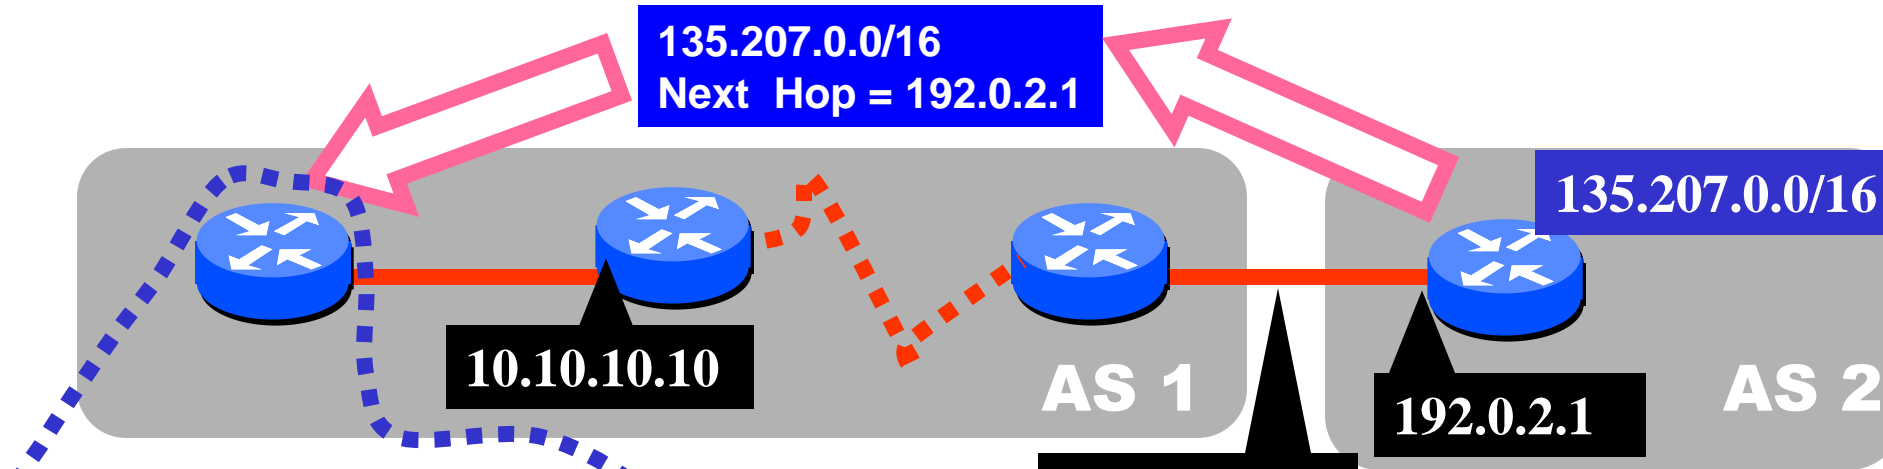 135.207.0.0/16
Next Hop = 192.0.2.1
135.207.0.0/16
10.10.10.10
AS 1
192.0.2.1
AS 2